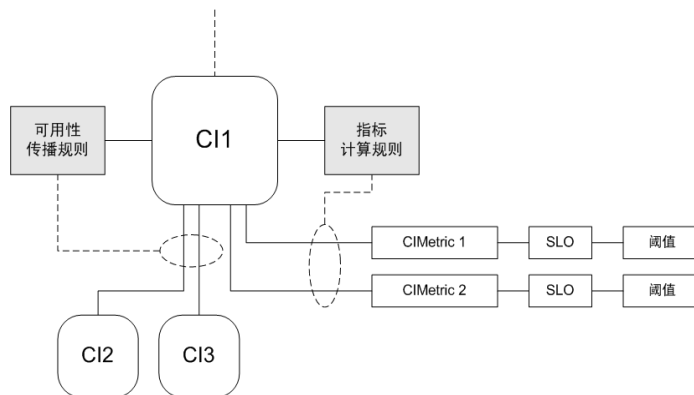 可用性
传播规则
CI1
指标
计算规则
CIMetric 1
SLO
阈值
CIMetric 2
SLO
阈值
CI2
CI3